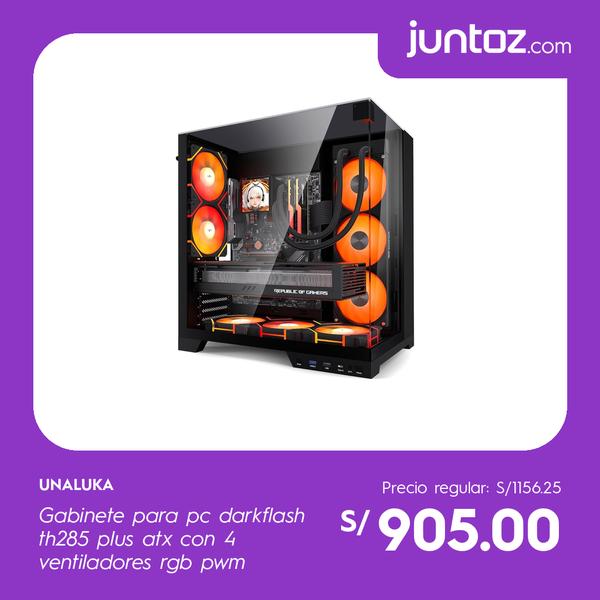 juntoz.com
REPUBLIC OF GAMERS
UNALUKA
Gabinete para pc darkflash
th285 plus atx con 4
ventiladores rgb pwm
Precio regular: S/1156.25
S/ 905.00